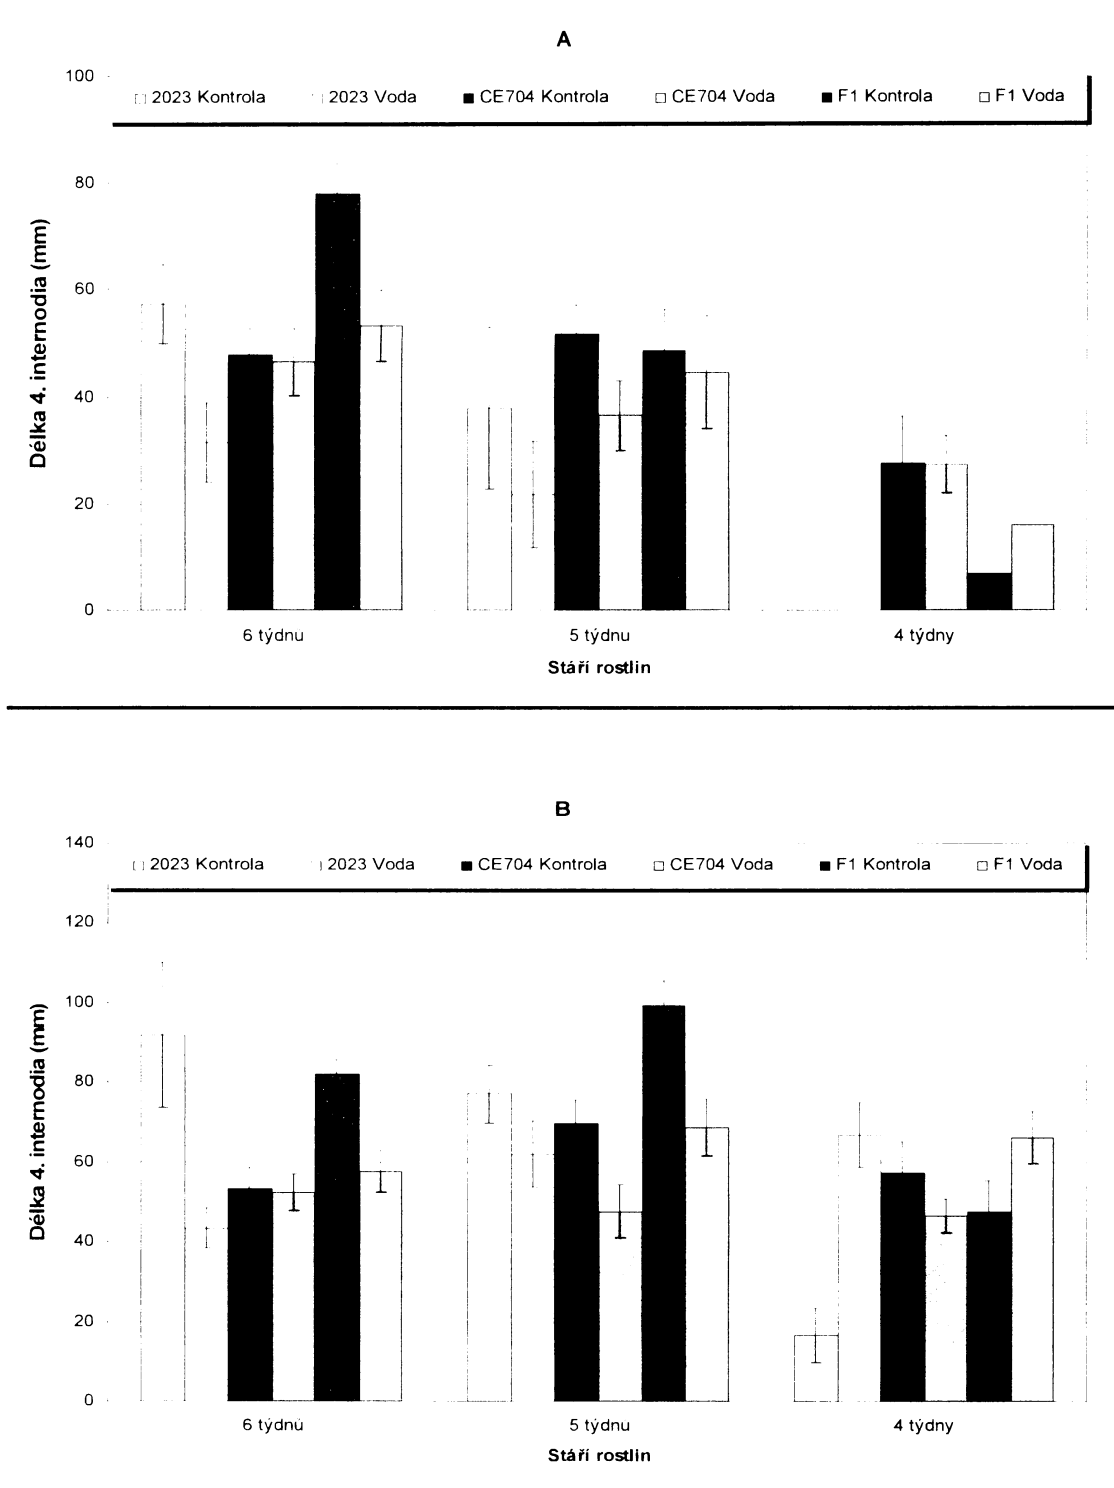 A
100
2023 Kontrola 2023 Voda CE704 Kontrola CE704 Voda F1 Kontrola F1 Voda
80
60
40
20
0
Délka 4. internodia (mm)
6 týdnu 5 týdnu 4 týdny
Stáří rostlin
B
140
2023 Kontrola 2023 Voda CE704 Kontrola CE704 Voda F1 Kontrola F1 Voda
120
100
80
60
40
20
0
Délka 4. internodia (mm)
6 týdnů 5 týdnu 4 týdny
Stáří rostlin